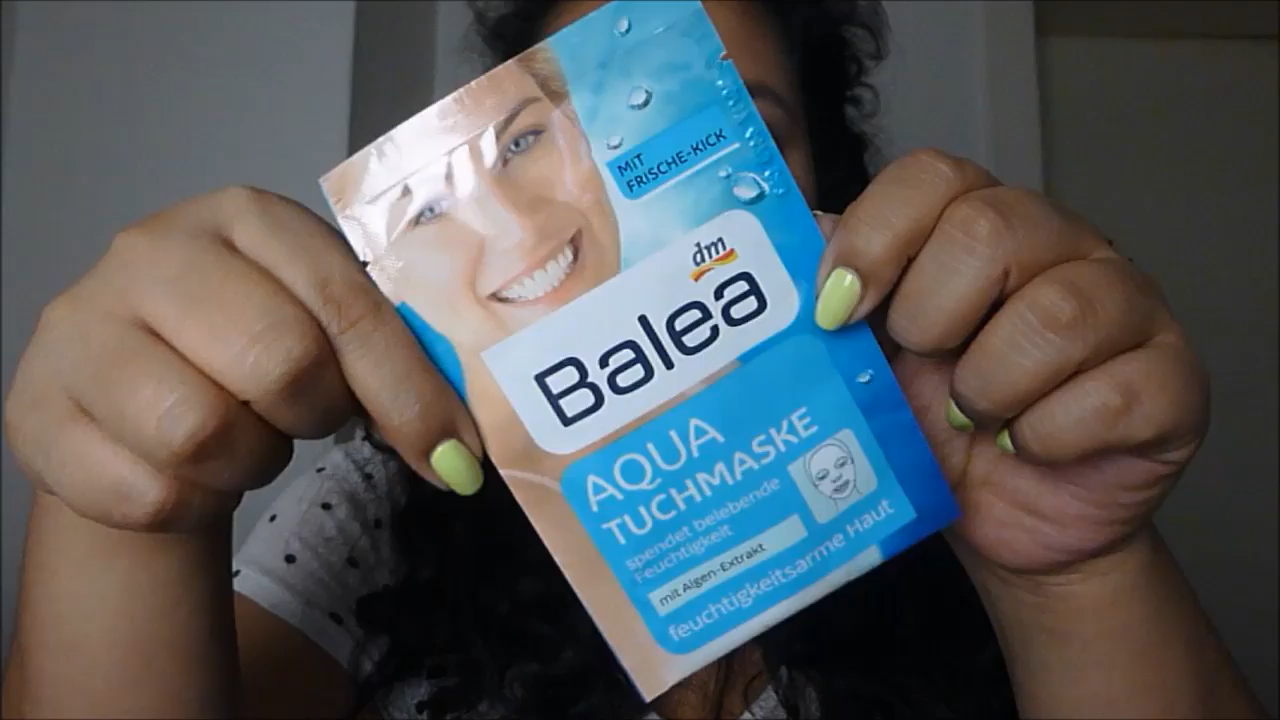 MIT
FRISCHE-KICK
dm
Balea
AQUA
TUCHMASKE
spendet belebende
Feuchtigkeit
mit Algen-Extrakt
feuchtigkeitsarme Haut